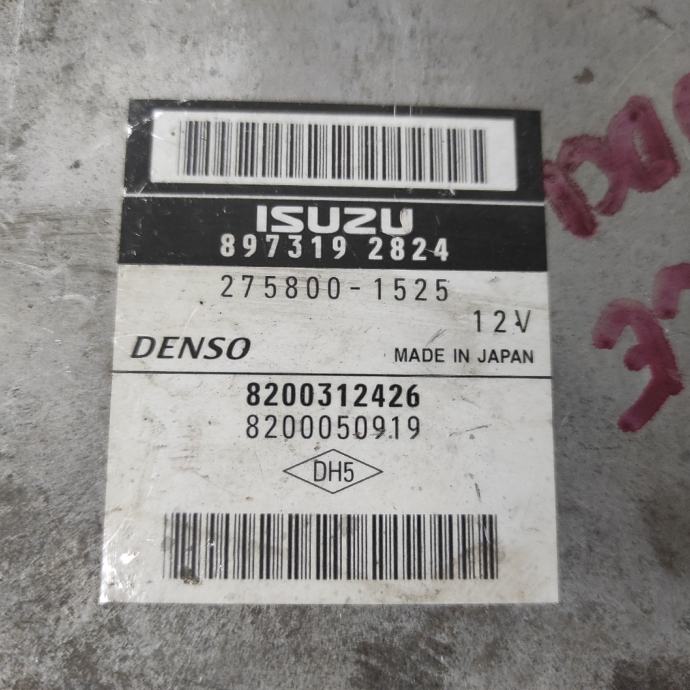 ISUZU
897319 2824
275800-1525
12V
DENSO
MADE IN JAPAN
8200312426
8200050919
DH5